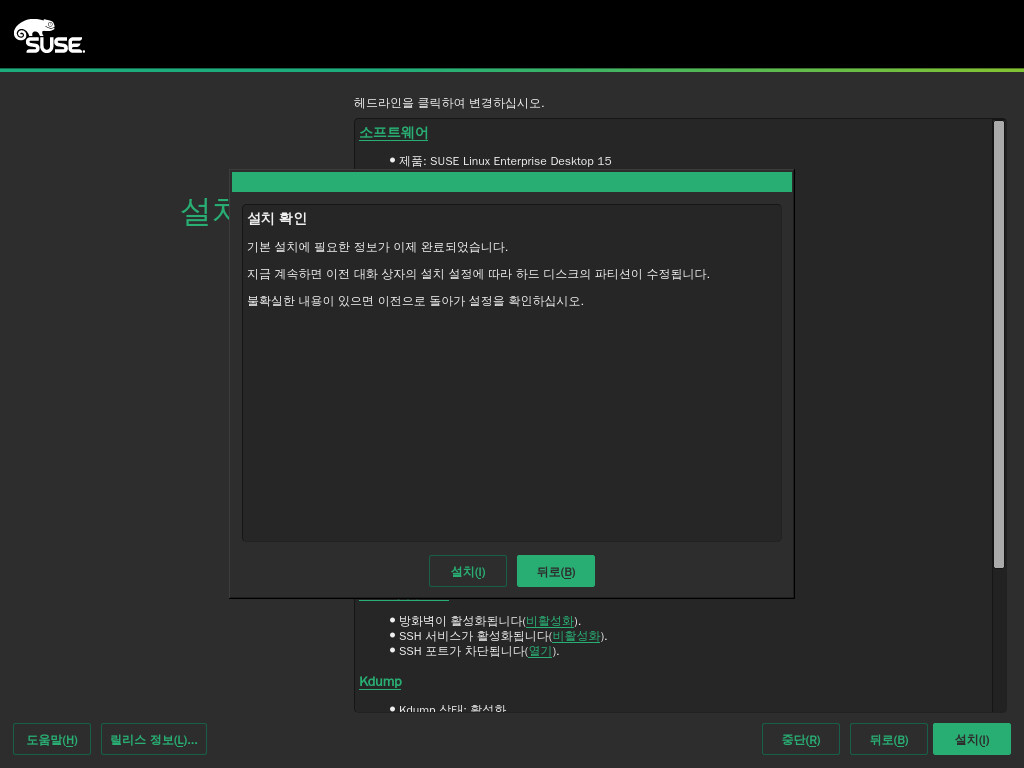 SUSE.
헤드라인을 클릭하여 변경하십시오.
소프트웨어
• 제품: SUSE Linux Enterprise Desktop 15
설치 확인
기본 설치에 필요한 정보가 이제 완료되었습니다.
지금 계속하면 이전 대화 상자의 설치 설정에 따라 하드 디스크의 파티션이 수정됩니다.
불확실한 내용이 있으면 이전으로 돌아가 설정을 확인하십시오.
설치(I) 뒤로(B)
• 방화벽이 활성화됩니다(비활성화).
• SSH 서비스가 활성화됩니다(비활성화).
• SSH 포트가 차단됩니다(열기).
Kdump
• Kdump 상태: 활성화
도움말(H) 릴리스 정보(L)... 중단(R) 뒤로(B) 설치(I)